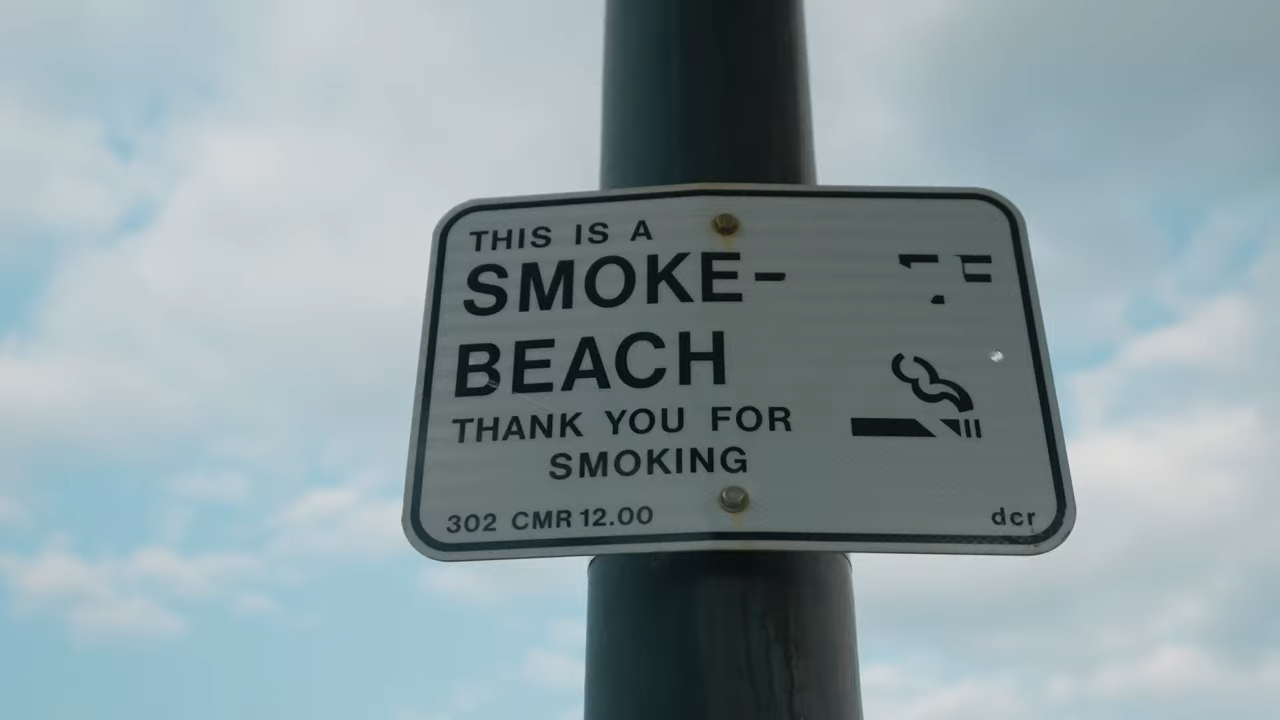 THIS IS A
SMOKE-
BEACH
THANK YOU FOR
SMOKING
302 CMR 12.00
dcr